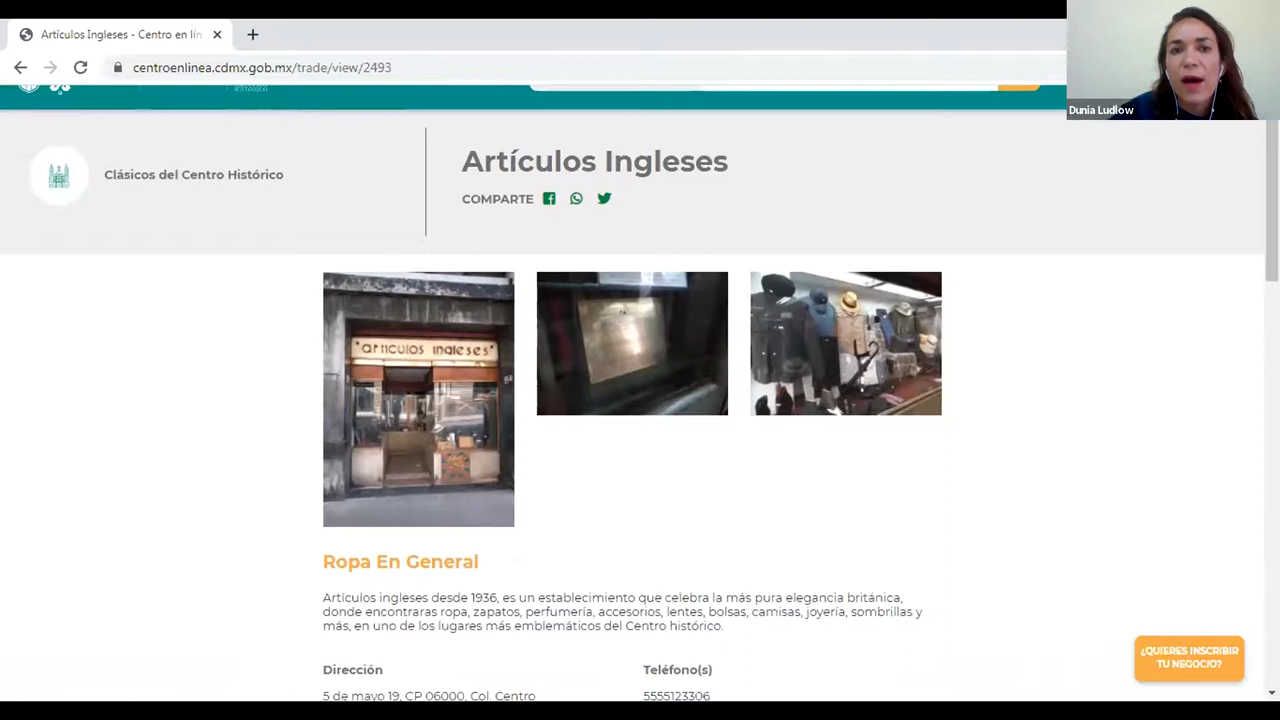 Artículos Ingleses - Centro en lín
centroenlinea.cdmx.gob.mx/trade/view/2493
Dunia Ludlow
Clásicos del Centro Histórico
Artículos Ingleses
COMPARTE
*artículos ingleses*
Ropa En General
Artículos ingleses desde 1936, es un establecimiento que celebra la más pura elegancia británica,
donde encontraras ropa, zapatos, perfumería, accesorios, lentes, bolsas, camisas, joyería, sombrillas y
más, en uno de los lugares más emblemáticos del Centro histórico.
¿QUIERES INSCRIBIR
TU NEGOCIO?
Dirección
Teléfono(s)
5 de mayo 19, CP 06000, Col. Centro
5555123306